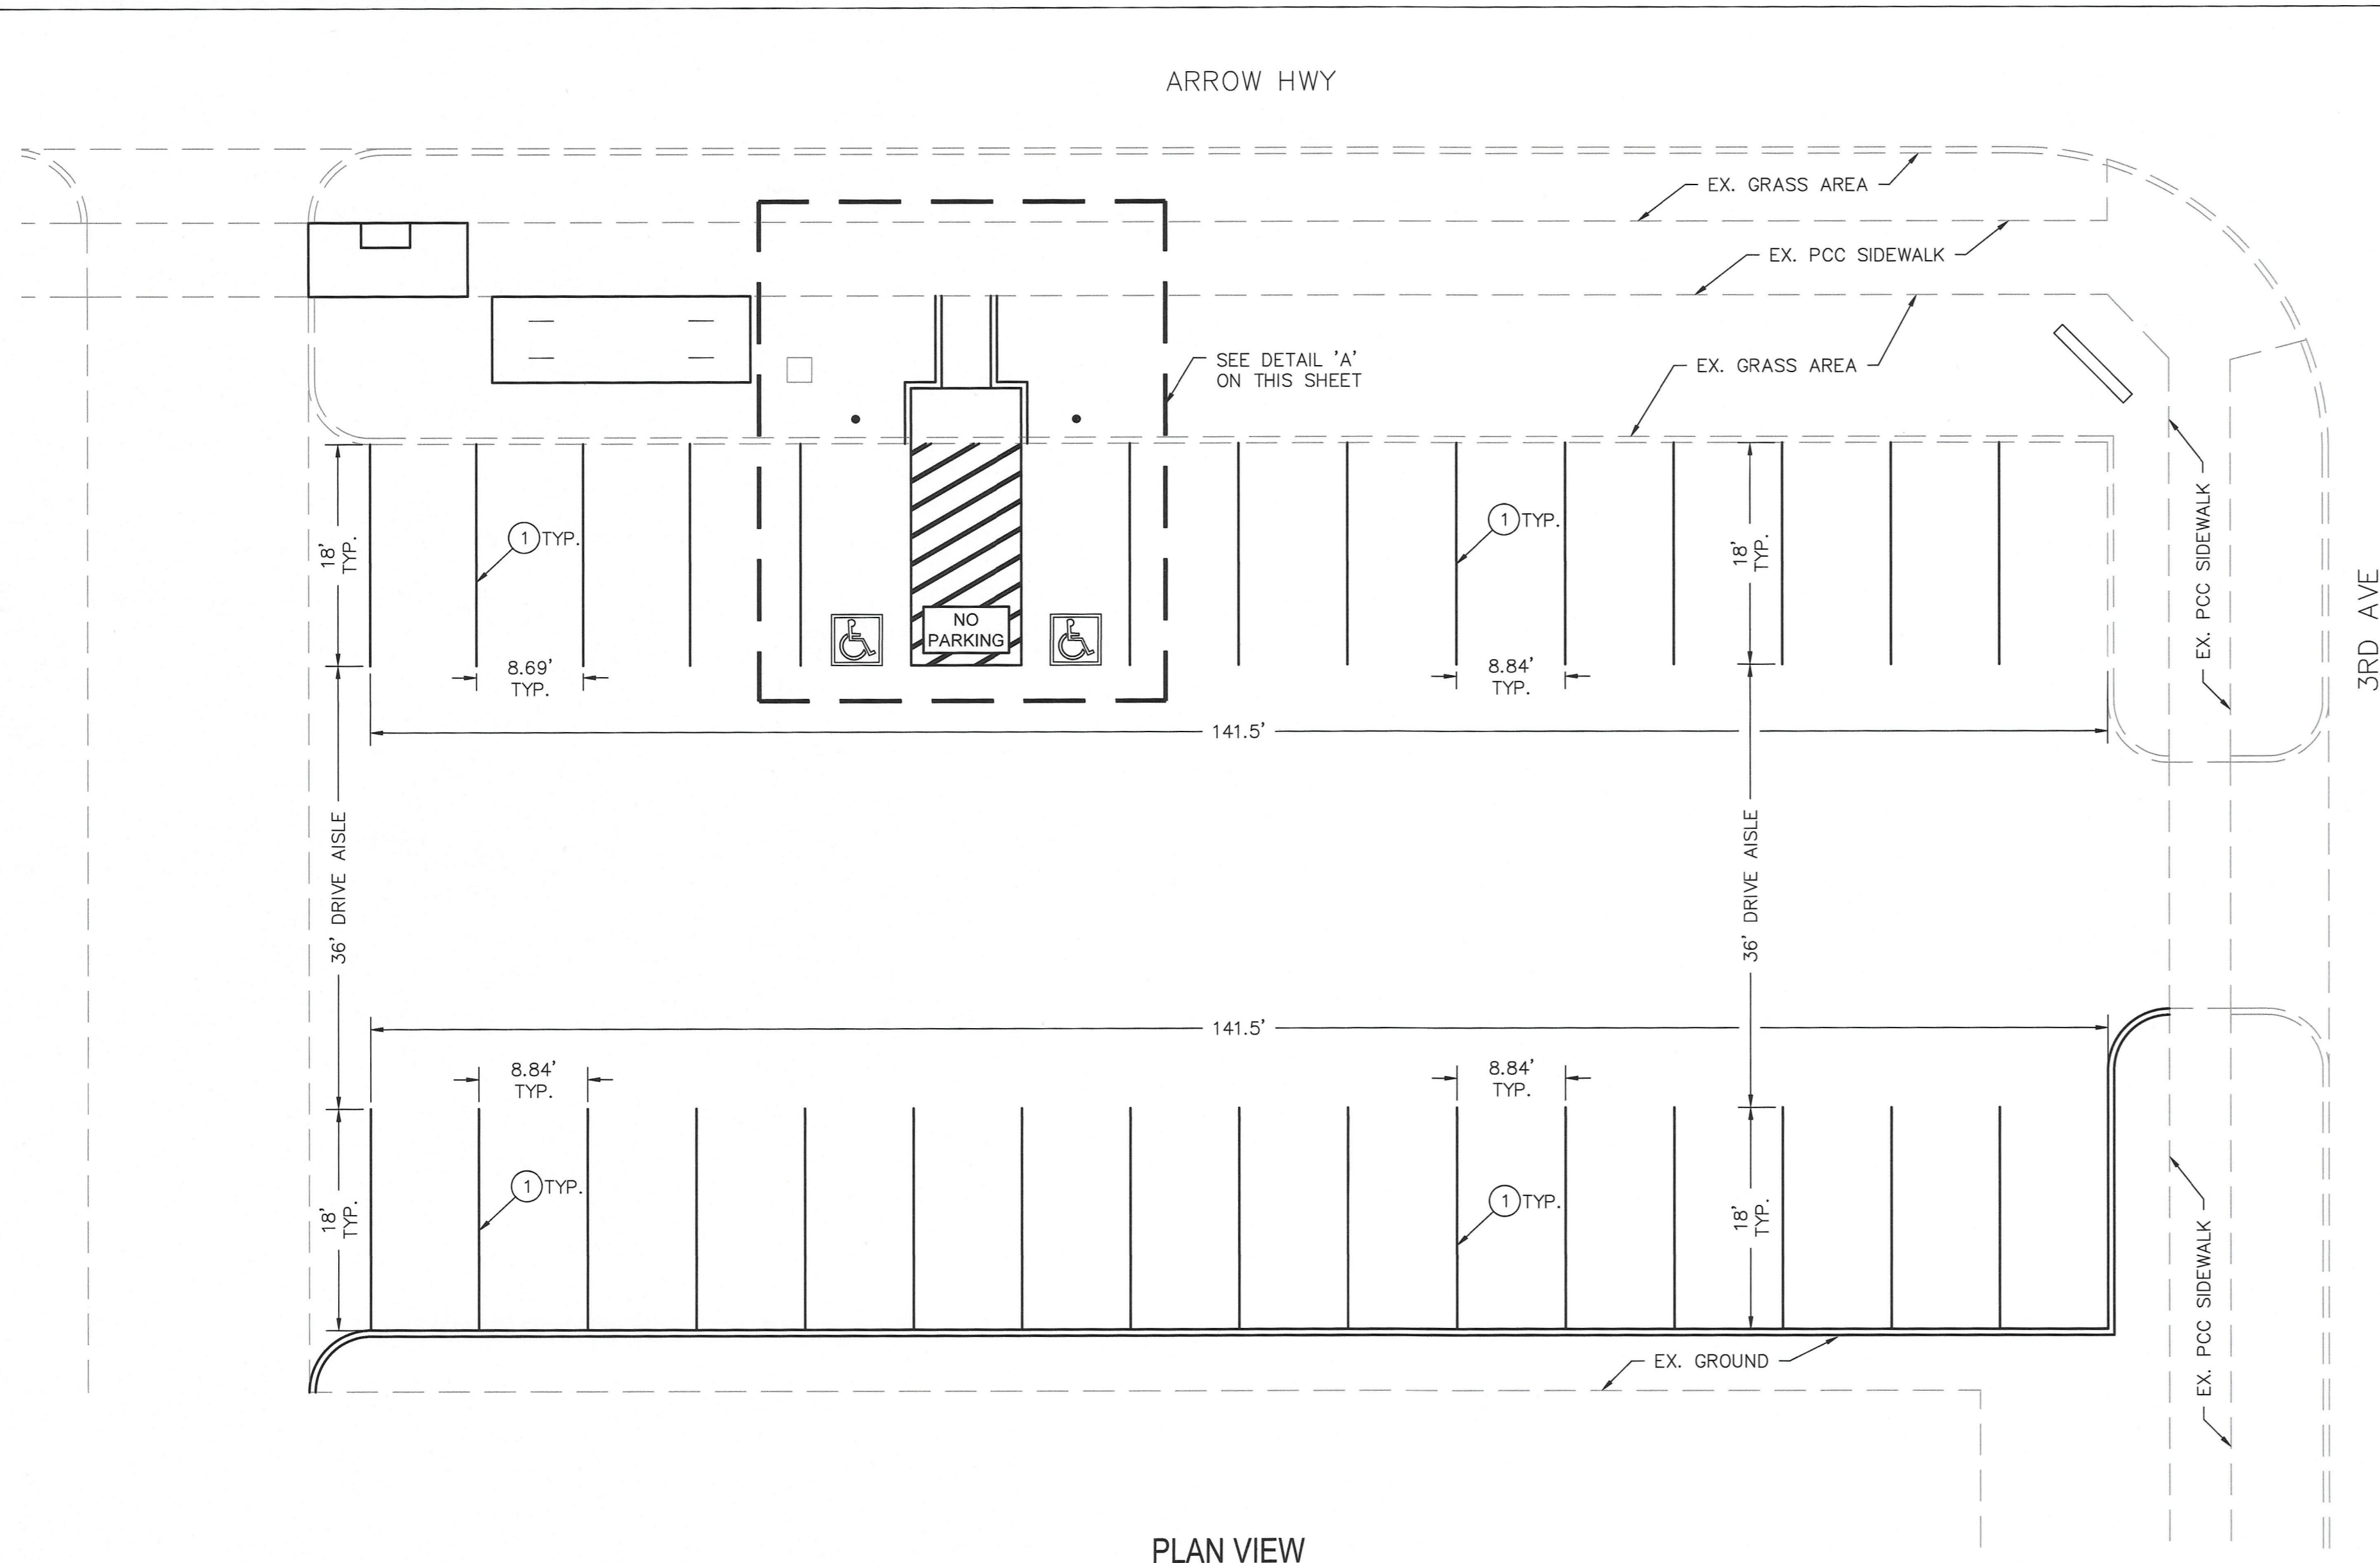 ARROW HWY
EX. GRASS AREA
EX. PCC SIDEWALK
SEE DETAIL 'A'
ON THIS SHEET
EX. GRASS AREA
18'
TYP.
1 TYP.
1 TYP.
18'
TYP.
EX. PCC SIDEWALK
3RD AVE
NO
PARKING
8.69'
TYP.
8.84'
TYP.
141.5'
36' DRIVE AISLE
36' DRIVE AISLE
141.5'
8.84'
TYP.
8.84'
TYP.
1 TYP.
1 TYP.
18'
TYP.
18'
TYP.
EX. PCC SIDEWALK
EX. GROUND
PLAN VIEW